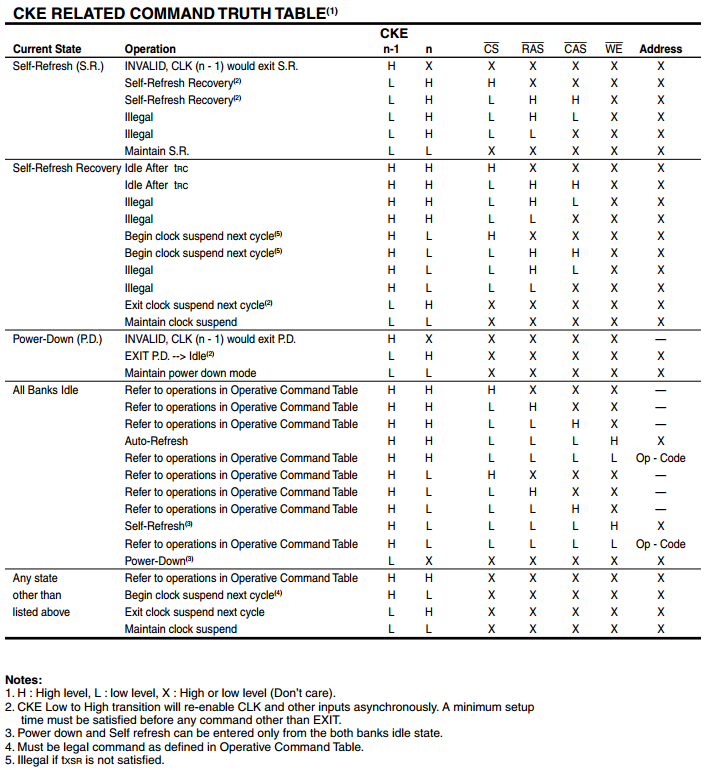 CKE RELATED COMMAND TRUTH TABLE(1)
CKE
Current State Operation n-1 n CS RAS CAS WE Address
Self-Refresh (S.R.) INVALID, CLK (n - 1) would exit S.R. H X X X X X X
Self-Refresh Recovery(2) L H H X X X X
Self-Refresh Recovery(2) L H L H H X X
Illegal L H L H L X X
Illegal L H L L X X X
Maintain S.R. L L X X X X X
Self-Refresh Recovery Idle After tRC H H H X X X X
Idle After tRC H H L H H X X
Illegal H H L H L X X
Illegal H H L L X X X
Begin clock suspend next cycle(5) H L H X X X X
Begin clock suspend next cycle(5) H L L H H X X
Illegal H L L H L X X
Illegal H L L L X X X
Exit clock suspend next cycle(2) L H X X X X X
Maintain clock suspend L L X X X X X
Power-Down (P.D.) INVALID, CLK (n - 1) would exit P.D. H X X X X X —
EXIT P.D. --> Idle(2) L H X X X X —
Maintain power down mode L L X X X X —
All Banks Idle Refer to operations in Operative Command Table H H H X X X —
Refer to operations in Operative Command Table H H L H X X —
Refer to operations in Operative Command Table H H L L H X —
Auto-Refresh H H L L L H X
Refer to operations in Operative Command Table H H L L L L Op - Code
Refer to operations in Operative Command Table H L H X X X —
Refer to operations in Operative Command Table H L L H X X —
Refer to operations in Operative Command Table H L L L H X —
Self-Refresh(3) H L L L L H X
Refer to operations in Operative Command Table H L L L L L Op - Code
Power-Down(3) L X X X X X X
Any state Refer to operations in Operative Command Table H H X X X X X
other than Begin clock suspend next cycle(4) H L X X X X X
listed above Exit clock suspend next cycle L H X X X X X
Maintain clock suspend L L X X X X X
Notes:
1. H : High level, L : low level, X : High or low level (Don't care).
2. CKE Low to High transition will re-enable CLK and other inputs asynchronously. A minimum setup
time must be satisfied before any command other than EXIT.
3. Power down and Self refresh can be entered only from the both banks idle state.
4. Must be legal command as defined in Operative Command Table.
5. Illegal if tXSR is not satisfied.